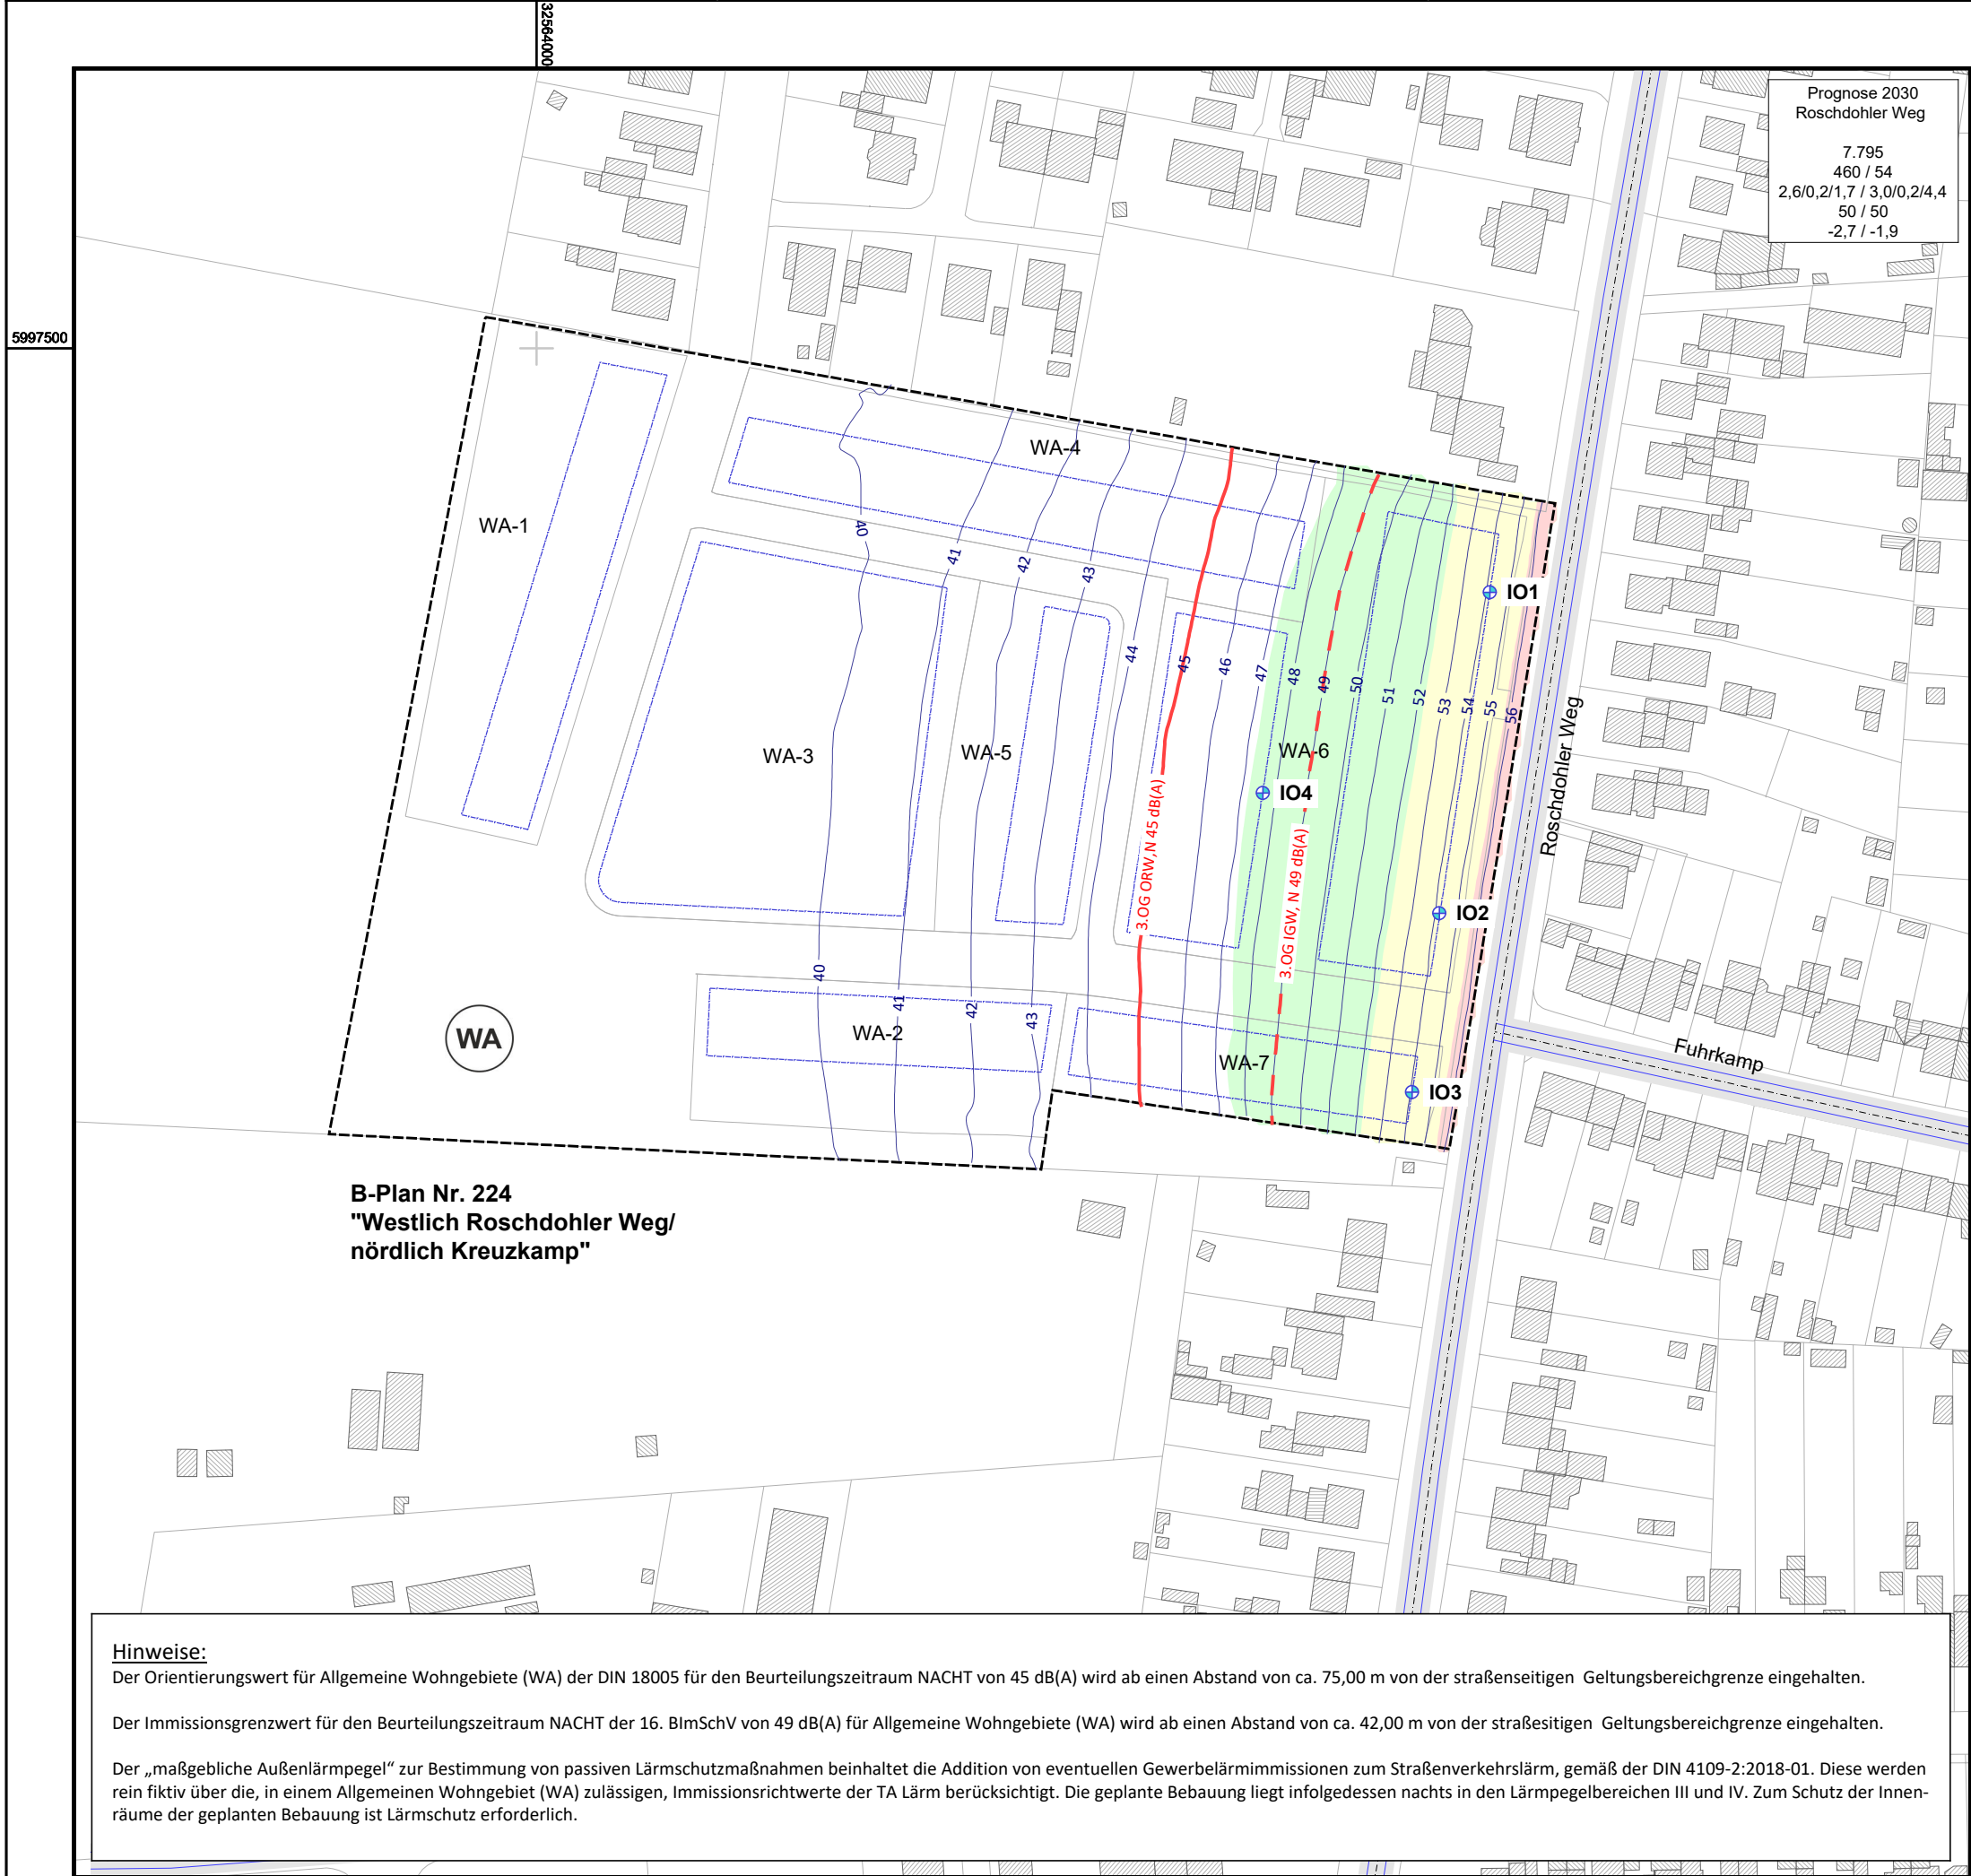 32564000
5997500
Prognose 2030
Roschdohler Weg
7.795
460 / 54
2,6/0,2/1,7 / 3,0/0,2/4,4
50 / 50
-2,7 / -1,9
WA-4
WA-1
40
41
42
43
44
45
46
47
48
49
50
51
52
53
54
55
56
IO1
WA-3
WA-5
WA-6
IO4
IO2
3.OG ORW,N 45 dB(A)
3.OG IGW, N 49 dB(A)
Roschdohler Weg
40
41
42
43
WA
WA-2
WA-7
IO3
Fuhrkamp
B-Plan Nr. 224
"Westlich Roschdohler Weg/
nördlich Kreuzkamp"
Hinweise:
Der Orientierungswert für Allgemeine Wohngebiete (WA) der DIN 18005 für den Beurteilungszeitraum NACHT von 45 dB(A) wird ab einen Abstand von ca. 75,00 m von der straßenseitigen Geltungsbereichgrenze eingehalten.
Der Immissionsgrenzwert für den Beurteilungszeitraum NACHT der 16. BImSchV von 49 dB(A) für Allgemeine Wohngebiete (WA) wird ab einen Abstand von ca. 42,00 m von der straßesitigen Geltungsbereichgrenze eingehalten.
Der „maßgebliche Außenlärmpegel“ zur Bestimmung von passiven Lärmschutzmaßnahmen beinhaltet die Addition von eventuellen Gewerbelärmimmissionen zum Straßenverkehrslärm, gemäß der DIN 4109-2:2018-01. Diese werden
rein fiktiv über die, in einem Allgemeinen Wohngebiet (WA) zulässigen, Immissionsrichtwerte der TA Lärm berücksichtigt. Die geplante Bebauung liegt infolgedessen nachts in den Lärmpegelbereichen III und IV. Zum Schutz der Innen-
räume der geplanten Bebauung ist Lärmschutz erforderlich.